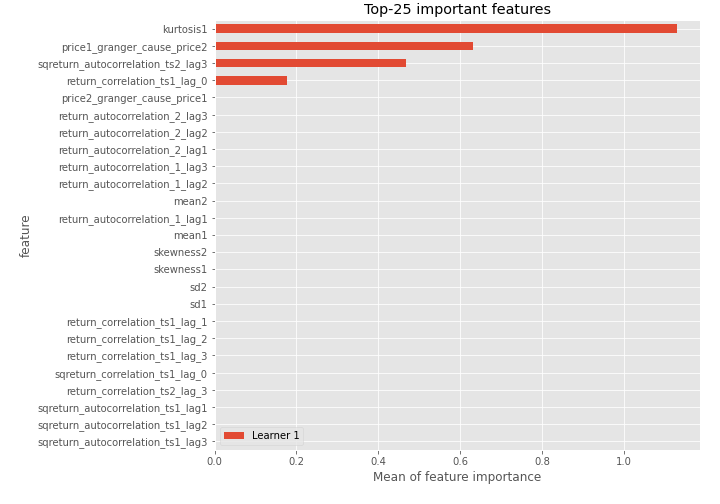 Top-25 important features
kurtosis1
price1_granger_cause_price2
sqreturn_autocorrelation_ts2_lag3
return_correlation_ts1_lag_0
price2_granger_cause_price1
return_autocorrelation_2_lag3
return_autocorrelation_2_lag2
return_autocorrelation_2_lag1
return_autocorrelation_1_lag3
return_autocorrelation_1_lag2
mean2
return_autocorrelation_1_lag1
mean1
skewness2
skewness1
sd2
sd1
return_correlation_ts1_lag_1
return_correlation_ts1_lag_2
return_correlation_ts1_lag_3
sqreturn_correlation_ts1_lag_0
return_correlation_ts2_lag_3
sqreturn_autocorrelation_ts1_lag1
sqreturn_autocorrelation_ts1_lag2
sqreturn_autocorrelation_ts1_lag3
feature
Learner 1
0.0 0.2 0.4 0.6 0.8 1.0
Mean of feature importance